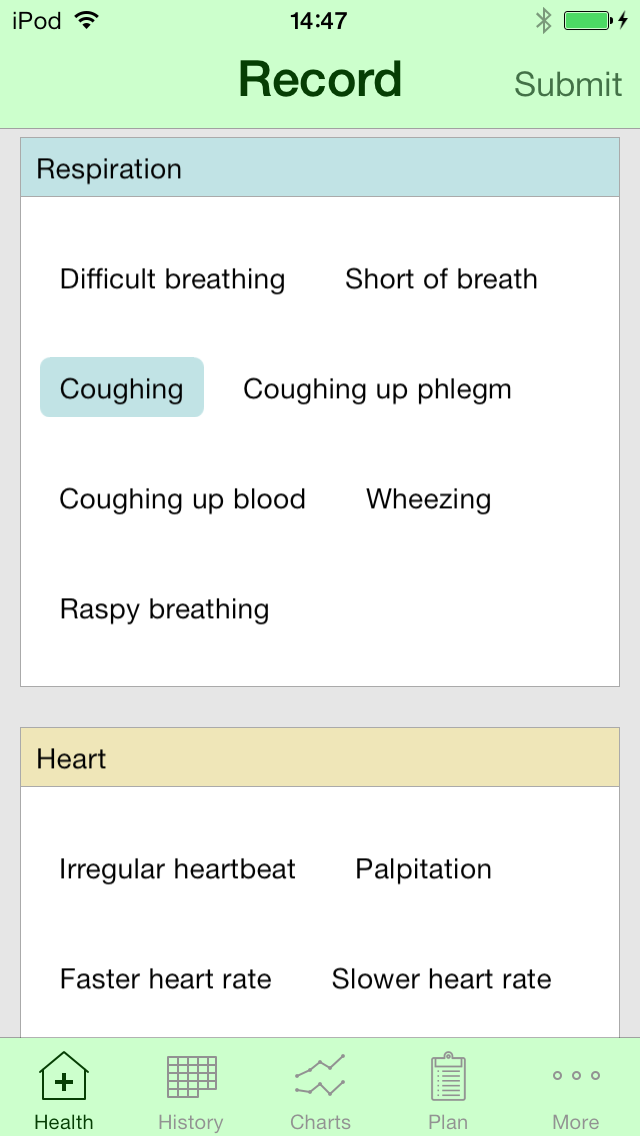 iPod 14:47
Record Submit
Respiration
Difficult breathing Short of breath
Coughing Coughing up phlegm
Coughing up blood Wheezing
Raspy breathing
Heart
Irregular heartbeat Palpitation
Faster heart rate Slower heart rate
Health History Charts Plan More